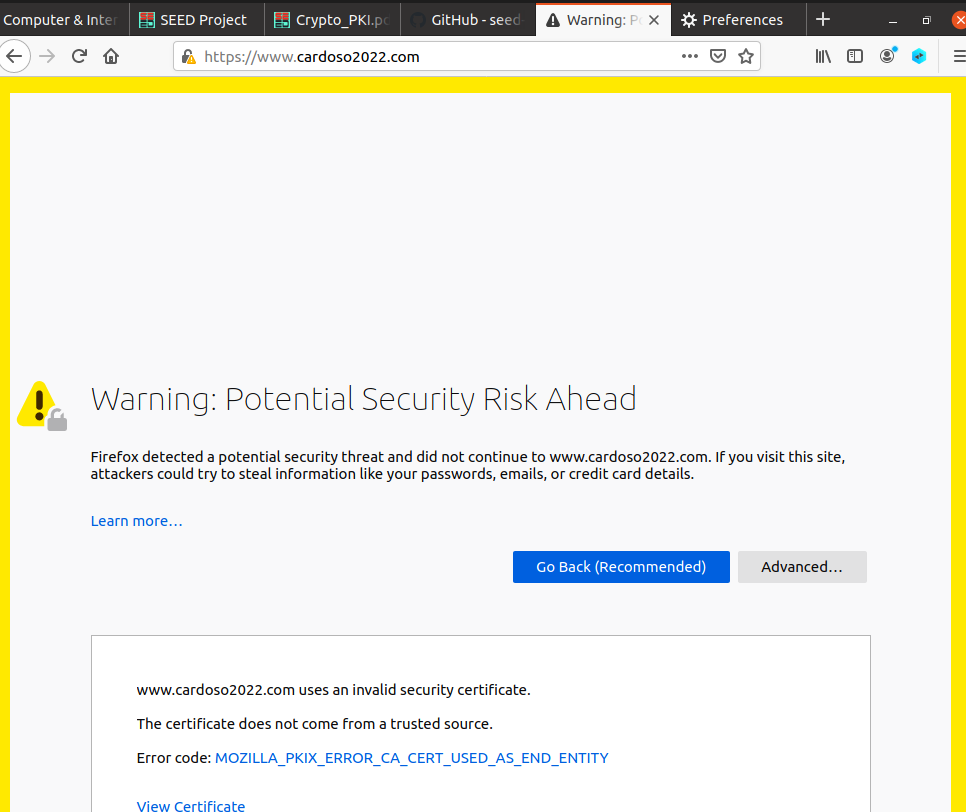 Computer & Inter
SEED Project
Crypto_PKI.pd
GitHub - seed-
Warning: Po
Preferences
https://www.cardoso2022.com
Warning: Potential Security Risk Ahead
Firefox detected a potential security threat and did not continue to www.cardoso2022.com. If you visit this site,
attackers could try to steal information like your passwords, emails, or credit card details.
Learn more…
Go Back (Recommended)
Advanced…
www.cardoso2022.com uses an invalid security certificate.
The certificate does not come from a trusted source.
Error code: MOZILLA_PKIX_ERROR_CA_CERT_USED_AS_END_ENTITY
View Certificate